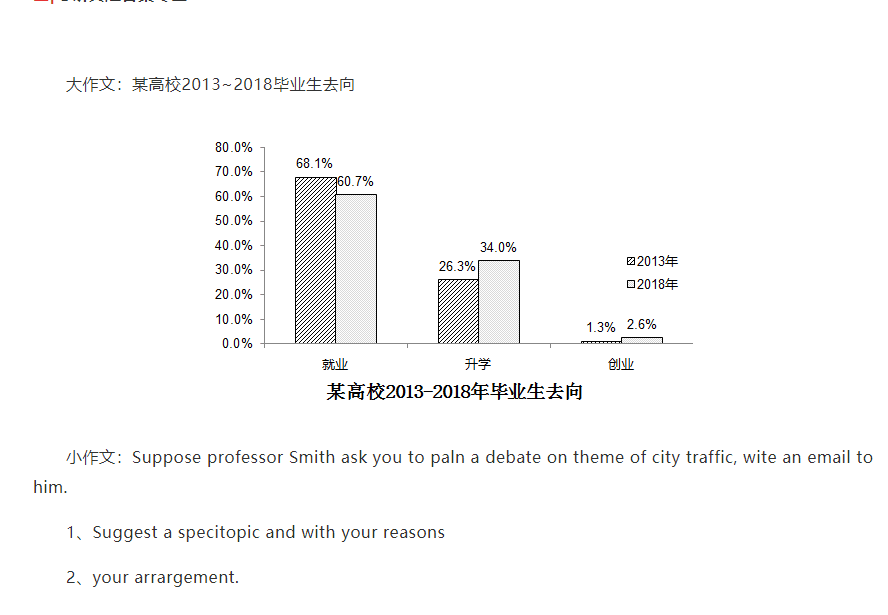 大作文：某高校2013~2018毕业生去向
80.0%
70.0%
60.0%
50.0%
40.0%
30.0%
20.0%
10.0%
0.0%
68.1%
60.7%
26.3%
34.0%
1.3%
2.6%
2013年
2018年
就业
升学
创业
某高校2013-2018年毕业生去向
小作文：Suppose professor Smith ask you to paln a debate on theme of city traffic, wite an email to
him.
1、Suggest a specitopic and with your reasons
2、your arrargement.